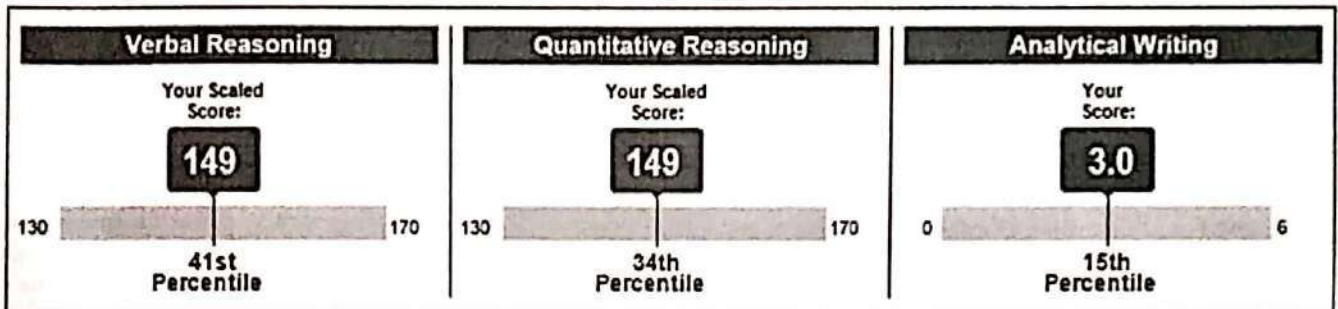 Verbal Reasoning
Your Scaled
Score:
149
130
170
41st
Percentile
Quantitative Reasoning
Your Scaled
Score:
149
130
170
34th
Percentile
Analytical Writing
Your
Score:
3.0
0
6
15th
Percentile